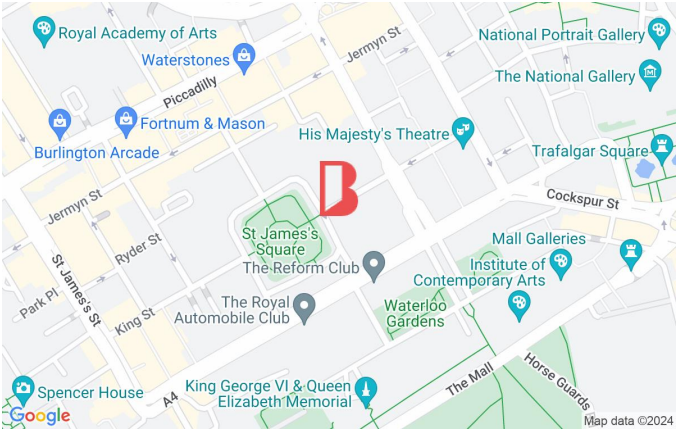 Royal Academy of Arts
National Portrait Gallery
Jermyn St
Waterstones
The National Gallery
Piccadilly
Fortnum & Mason
His Majesty's Theatre
Burlington Arcade
Trafalgar Square
B
Jermyn St
Cockspur St
Ryder St
St James's
Square
Mall Galleries
St James's St
The Reform Club
Institute of
Contemporary Arts
Park Pl
King St
The Royal
Automobile Club
Waterloo
Gardens
The Mall
Horse Guards
Spencer House
A4
King George VI & Queen
Elizabeth Memorial
Google
Map data ©2024